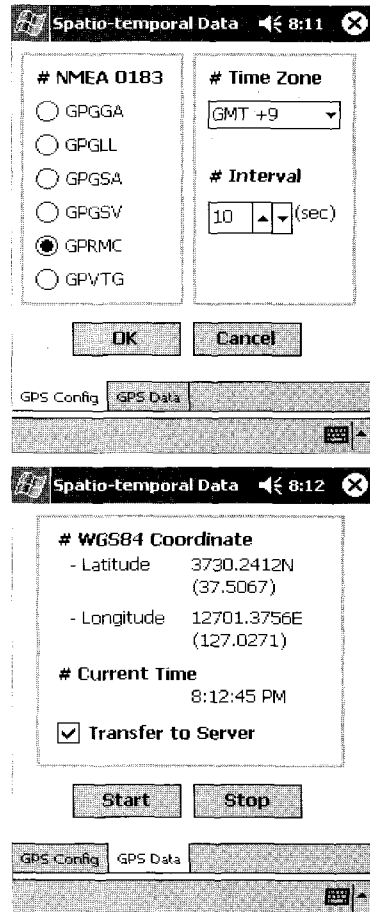 Spatio-temporal Data 8:11
# NMEA 0183
GPGGA
GPGLL
GPGSA
GPGSV
GPRMC
GPVTG
# Time Zone
GMT +9
# Interval
10 (sec)
OK Cancel
GPS Config GPS Data
Spatio-temporal Data 8:12
# WGS84 Coordinate
- Latitude 3730.2412N
(37.5067)
- Longitude 12701.3756E
(127.0271)
# Current Time
8:12:45 PM
Transfer to Server
Start Stop
GPS Config GPS Data